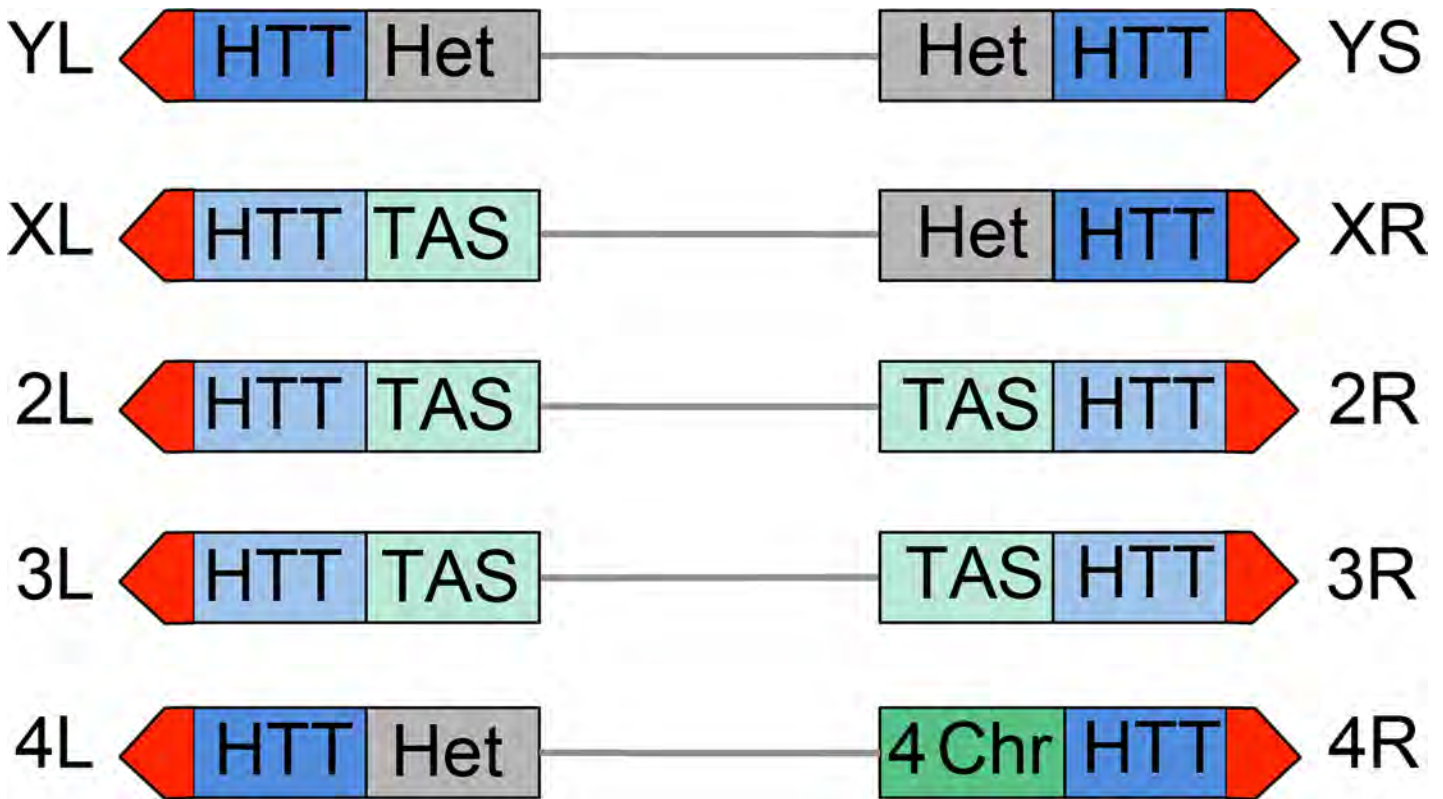 YL HTT Het Het HTT YS
XL HTT TAS Het HTT XR
2L HTT TAS TAS HTT 2R
3L HTT TAS TAS HTT 3R
4L HTT Het 4 Chr HTT 4R